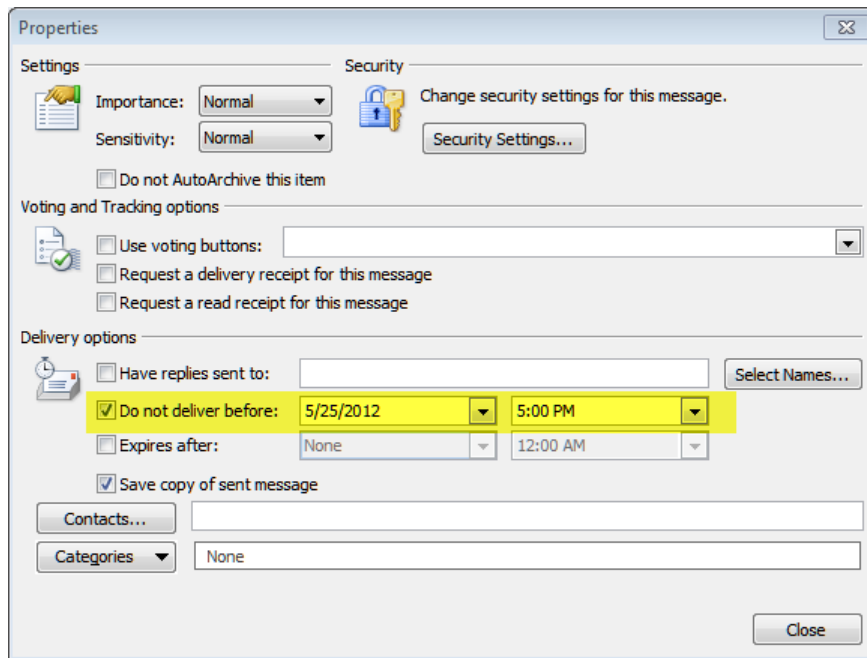 Properties
Settings
Security
Importance: Normal
Change security settings for this message.
Sensitivity: Normal
Security Settings...
Do not AutoArchive this item
Voting and Tracking options
Use voting buttons:
Request a delivery receipt for this message
Request a read receipt for this message
Delivery options
Have replies sent to: Select Names...
Do not deliver before: 5/25/2012 5:00 PM
Expires after: None 12:00 AM
Save copy of sent message
Contacts...
Categories None
Close